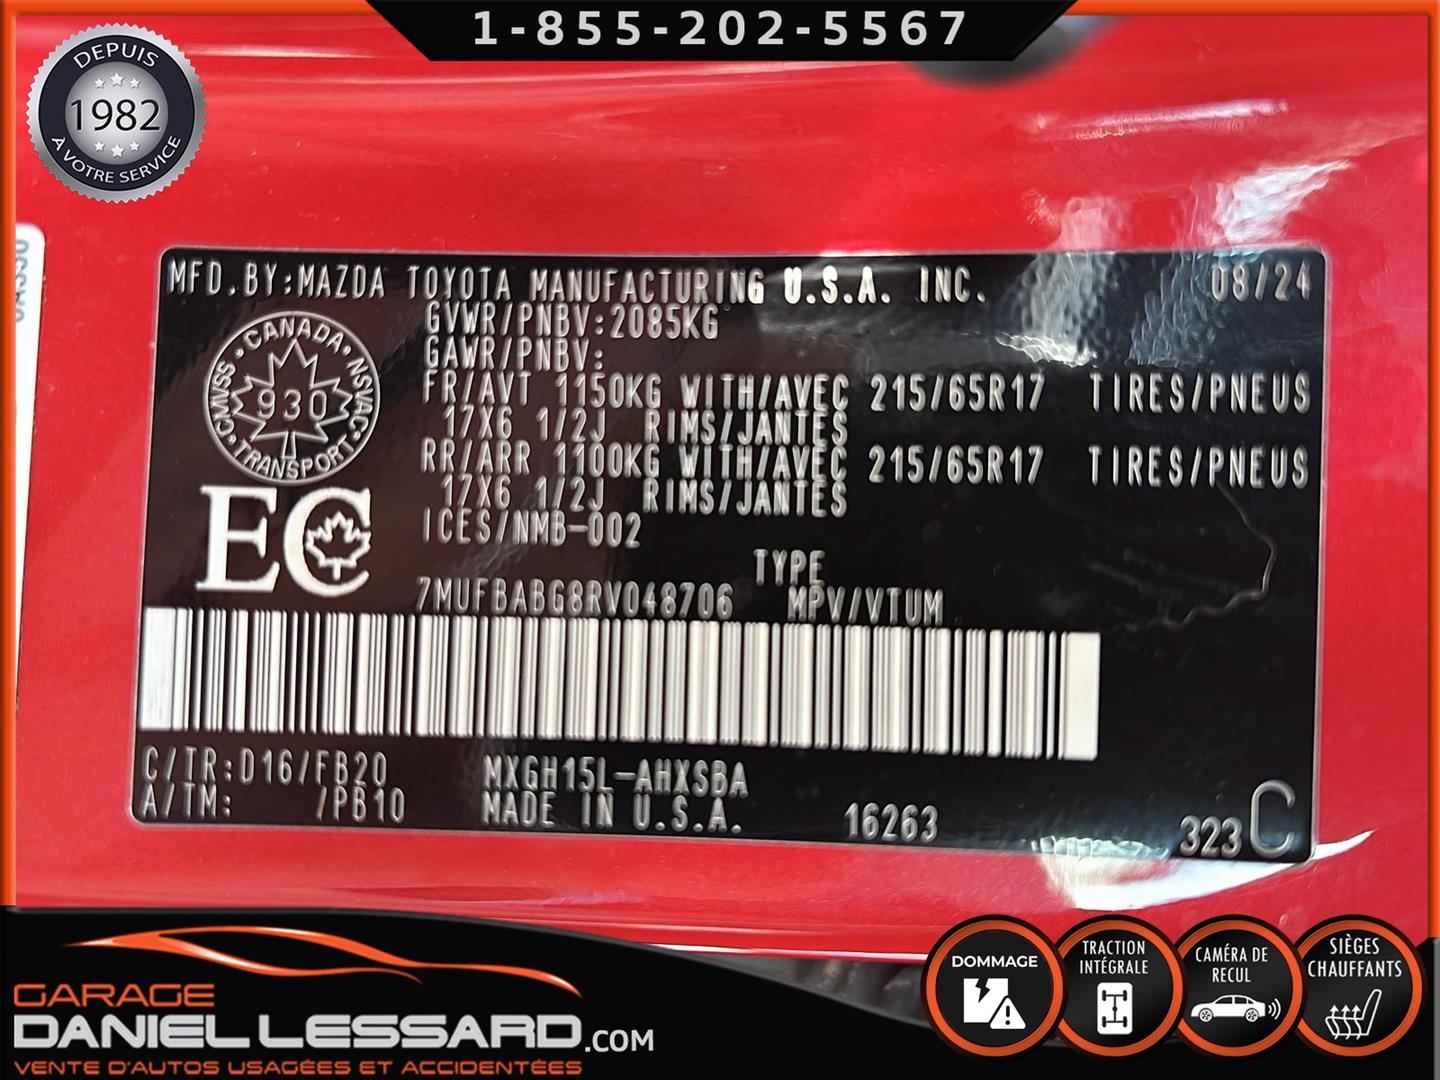 1-855-202-5567
DEPUIS
1982
À VOTRE SERVICE
MFD.BY:MAZDA TOYOTA MANUFACTURING U.S.A. INC. 08/24
GVWR/PNBV:2085KG
GAWR/PNBV:
FR/AVT 1150KG WITH/AVEC 215/65R17 TIRES/PNEUS
17X6 1/2J RIMS/JANTES
RR/ARR 1100KG WITH/AVEC 215/65R17 TIRES/PNEUS
17X6 1/2J RIMS/JANTES
ICES/NMB-002
CANADA
CMVSS NSVAC
930
TRANSPORT
EC
TYPE
7MUFBABG8RV048706 MPV/VTUM
C/TR:D16/FB20 MXGH15L-AHXSBA
A/TM: /PB10 MADE IN U.S.A. 16263 323C
DOMMAGE
TRACTION
INTÉGRALE
CAMÉRA DE
RECUL
SIÈGES
CHAUFFANTS
GARAGE
DANIEL LESSARD.COM
VENTE D'AUTOS USAGÉES ET ACCIDENTÉES